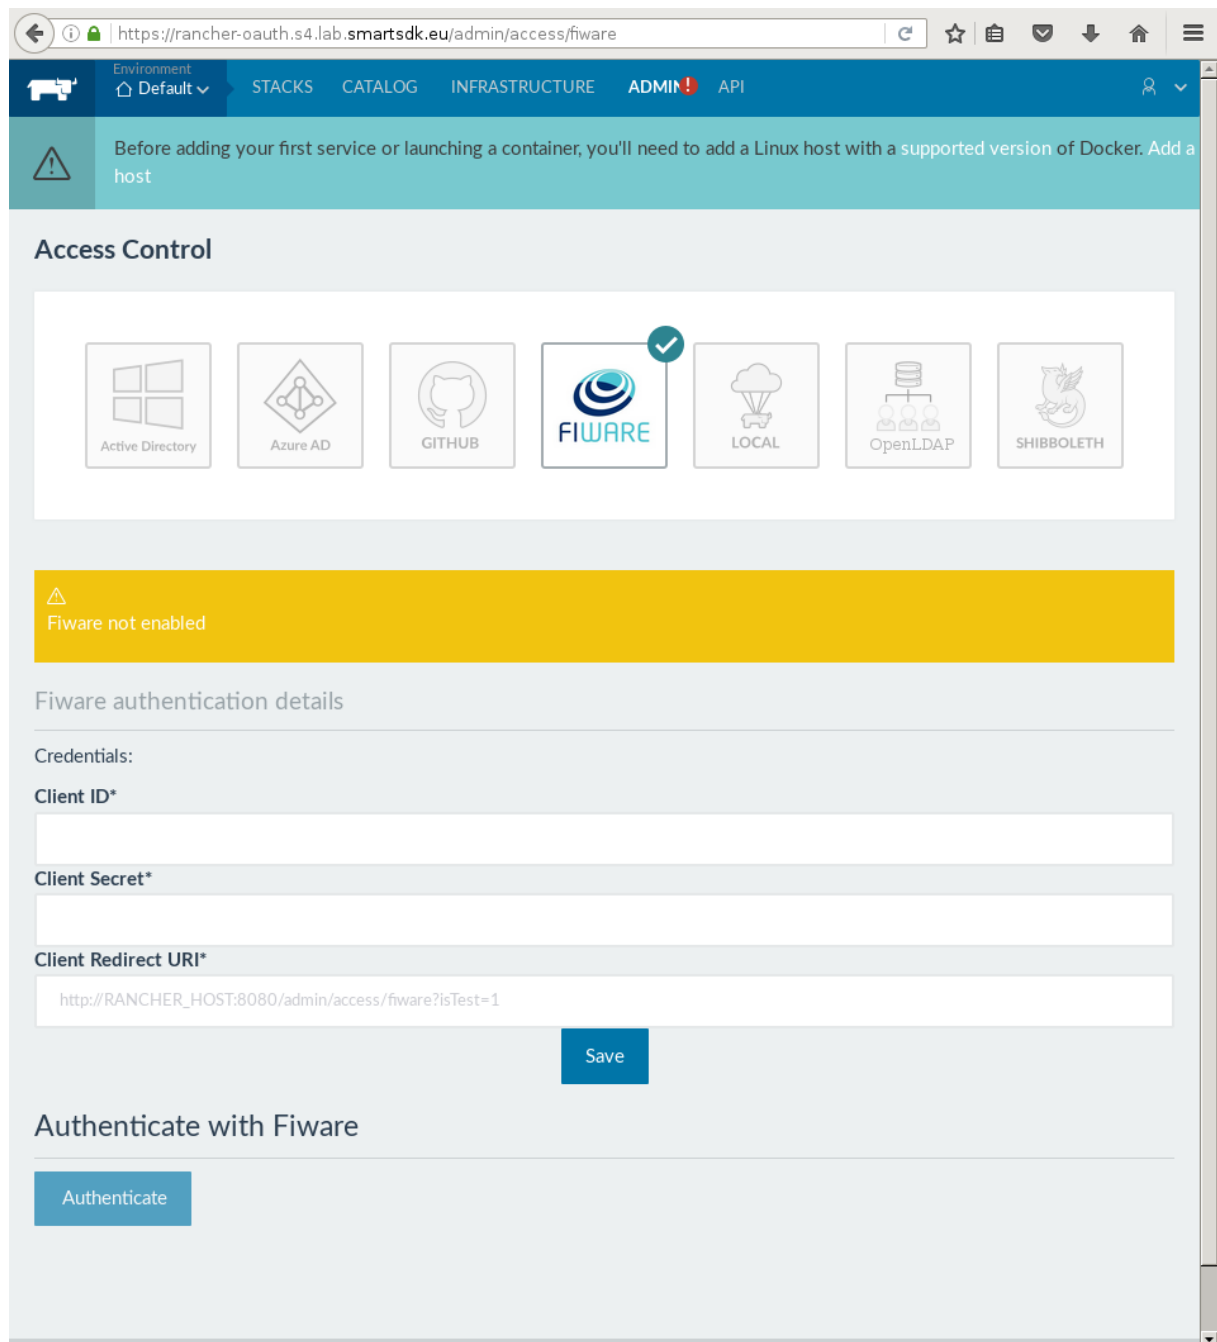 https://rancher-oauth.s4.lab.smartsdk.eu/admin/access/fiware
Environment
Default
STACKS CATALOG INFRASTRUCTURE ADMIN ! API
Before adding your first service or launching a container, you'll need to add a Linux host with a supported version of Docker. Add a
host
Access Control
Active Directory
Azure AD
GITHUB
FIWARE
LOCAL
OpenLDAP
SHIBBOLETH
Fiware not enabled
Fiware authentication details
Credentials:
Client ID*
Client Secret*
Client Redirect URI*
http://RANCHER_HOST:8080/admin/access/fiware?isTest=1
Save
Authenticate with Fiware
Authenticate